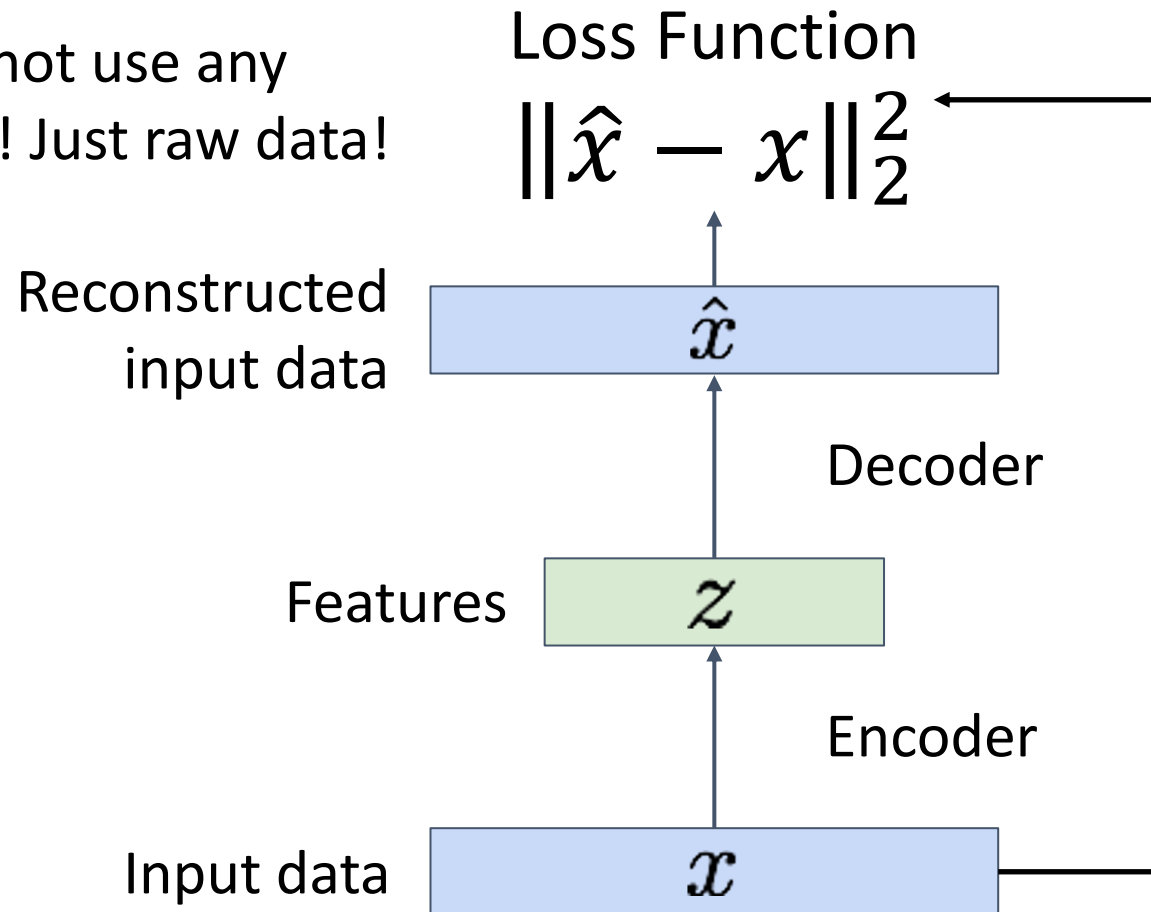 not use any
! Just raw data!
Loss Function
‖x̂ − x‖₂²
Reconstructed
input data
x̂
Decoder
Features
z
Encoder
Input data
x